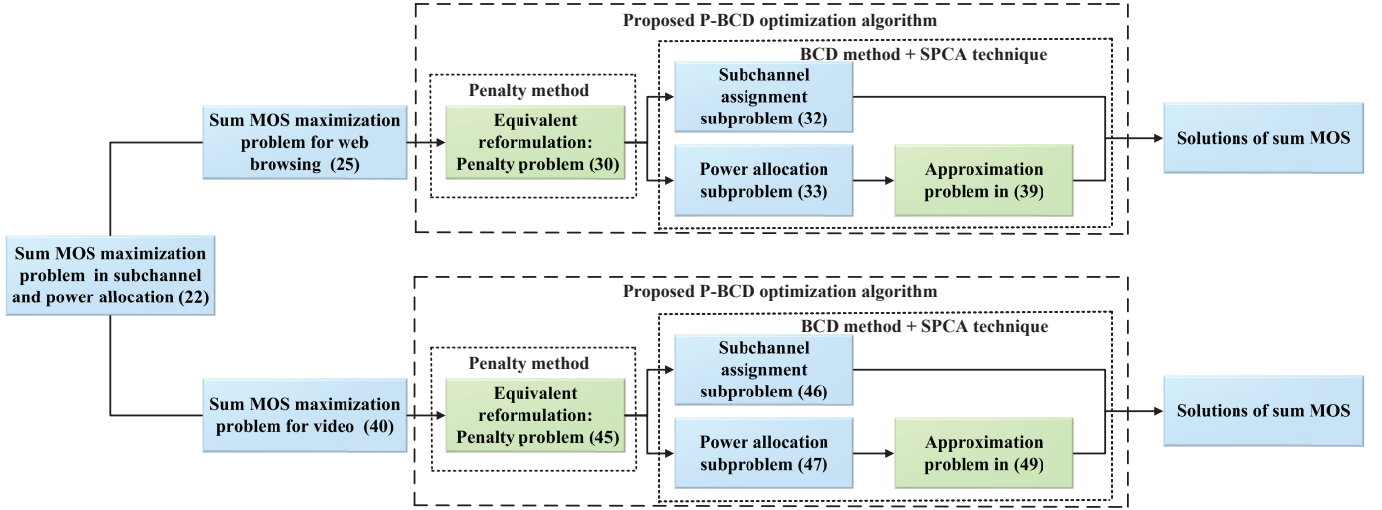 Proposed P-BCD optimization algorithm
BCD method + SPCA technique
Penalty method
Subchannel
assignment
subproblem (32)
Sum MOS maximization
problem for web
browsing (25)
Equivalent
reformulation:
Penalty problem (30)
Solutions of sum MOS
Power allocation
subproblem (33)
Approximation
problem in (39)
Sum MOS maximization
problem in subchannel
and power allocation (22)
Proposed P-BCD optimization algorithm
BCD method + SPCA technique
Penalty method
Subchannel
assignment
subproblem (46)
Sum MOS maximization
problem for video (40)
Equivalent
reformulation:
Penalty problem (45)
Solutions of sum MOS
Power allocation
subproblem (47)
Approximation
problem in (49)